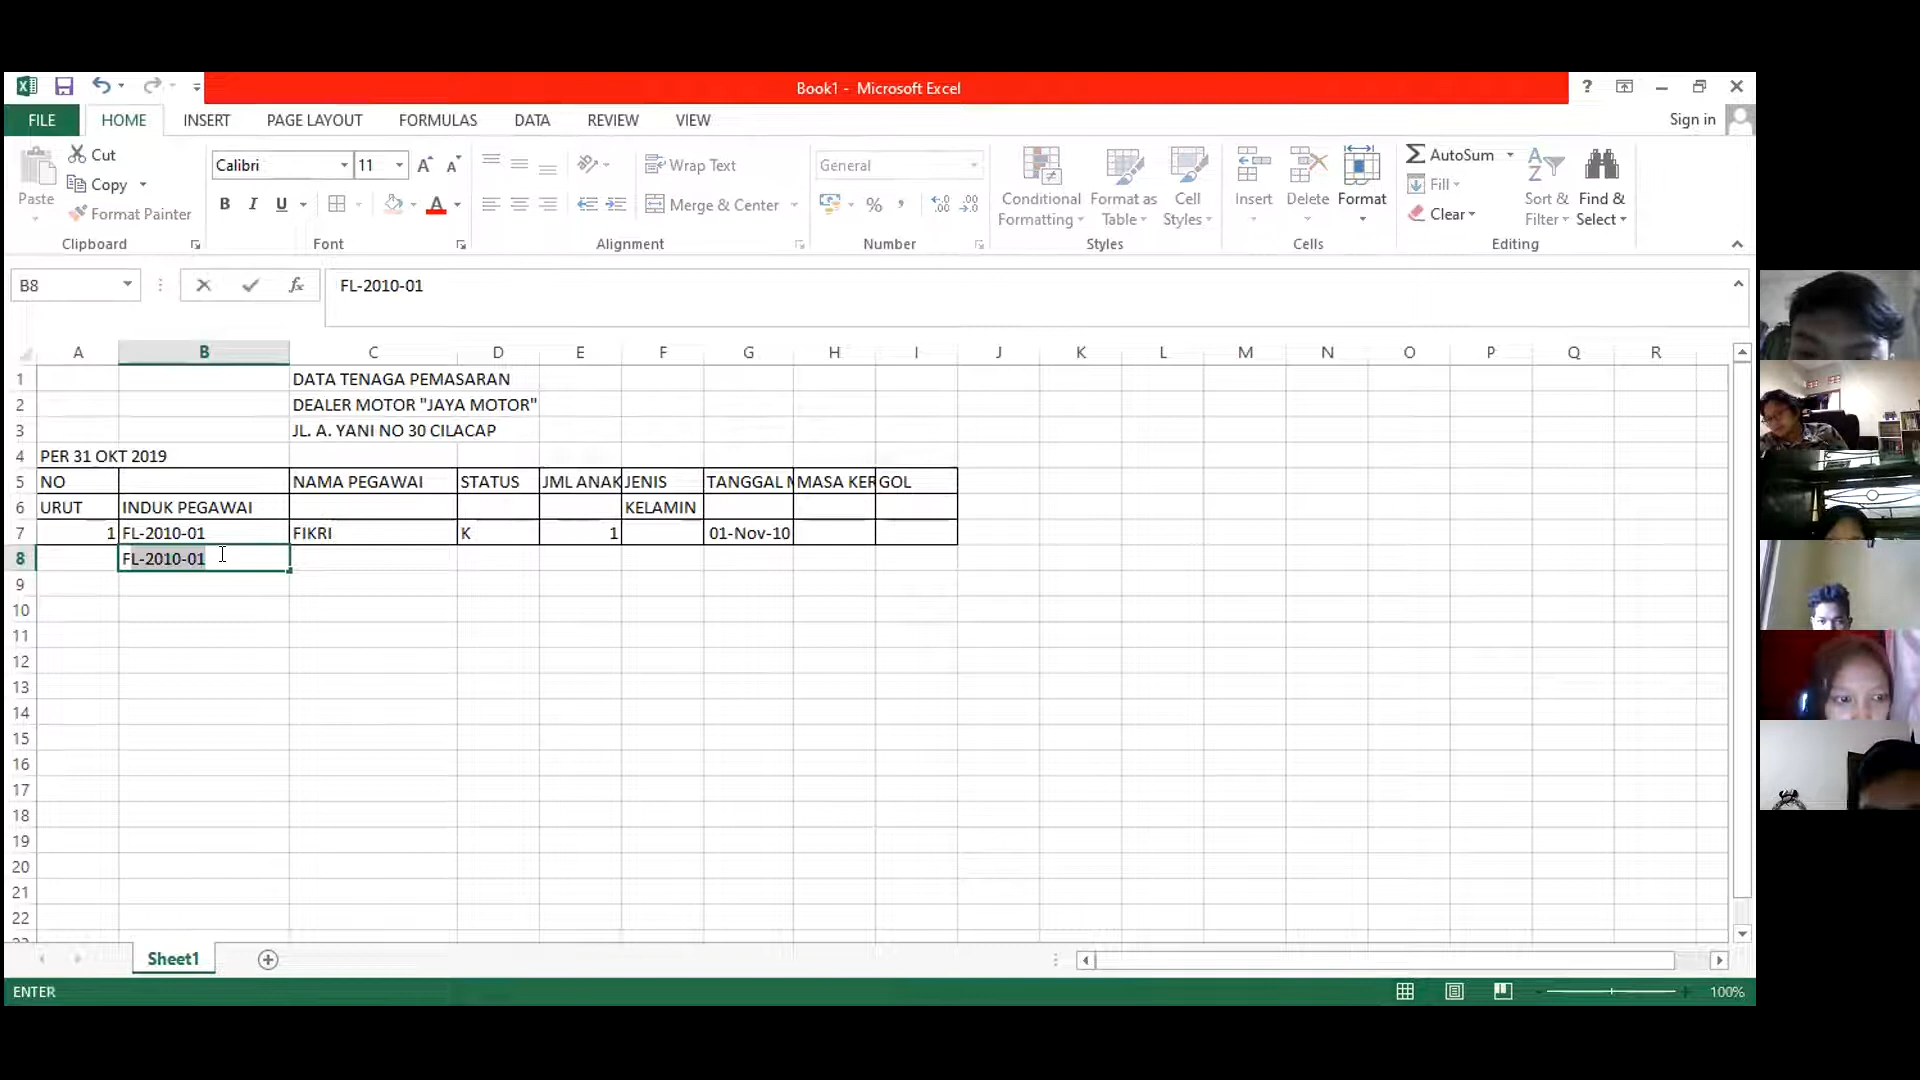 Book1 - Microsoft Excel
FILE HOME INSERT PAGE LAYOUT FORMULAS DATA REVIEW VIEW Sign in
Cut
Copy
Format Painter
Paste
Clipboard
Calibri 11
B I U
Font
Wrap Text
Merge & Center
Alignment
General
%
Number
Conditional Formatting
Format as Table
Cell Styles
Styles
Insert Delete Format
Cells
AutoSum
Fill
Clear
Sort & Filter
Find & Select
Editing
B8 fx FL-2010-01
A B C D E F G H I J K L M N O P Q R
1 DATA TENAGA PEMASARAN
2 DEALER MOTOR "JAYA MOTOR"
3 JL. A. YANI NO 30 CILACAP
4 PER 31 OKT 2019
5 NO NAMA PEGAWAI STATUS JML ANAK JENIS TANGGAL MASA KER GOL
6 URUT INDUK PEGAWAI KELAMIN
7 1 FL-2010-01 FIKRI K 1 01-Nov-10
8 FL-2010-01
9
10
11
12
13
14
15
16
17
18
19
20
21
22
Sheet1
ENTER 100%